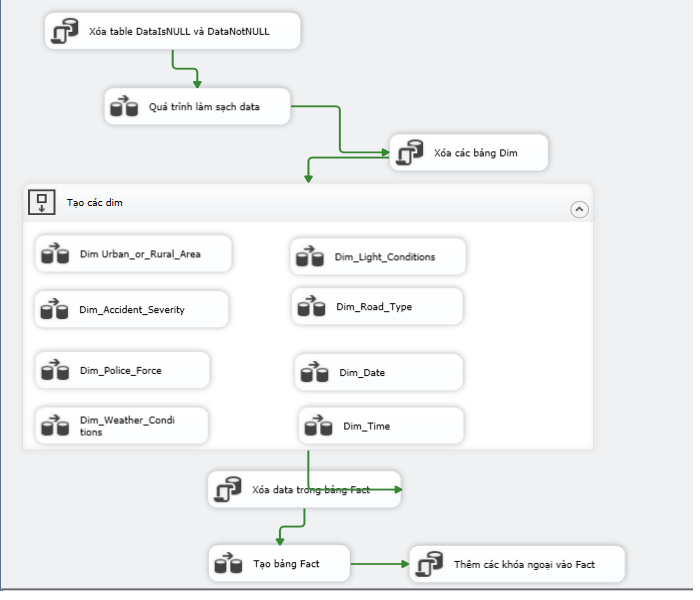 Xóa table DataIsNULL và DataNotNULL
Quá trình làm sạch data
Xóa các bảng Dim
Tạo các dim
Dim Urban_or_Rural_Area
Dim_Light_Conditions
Dim_Accident_Severity
Dim_Road_Type
Dim_Police_Force
Dim_Date
Dim_Weather_Condi
tions
Dim_Time
Xóa data trong bảng Fact
Tạo bảng Fact
Thêm các khóa ngoại vào Fact